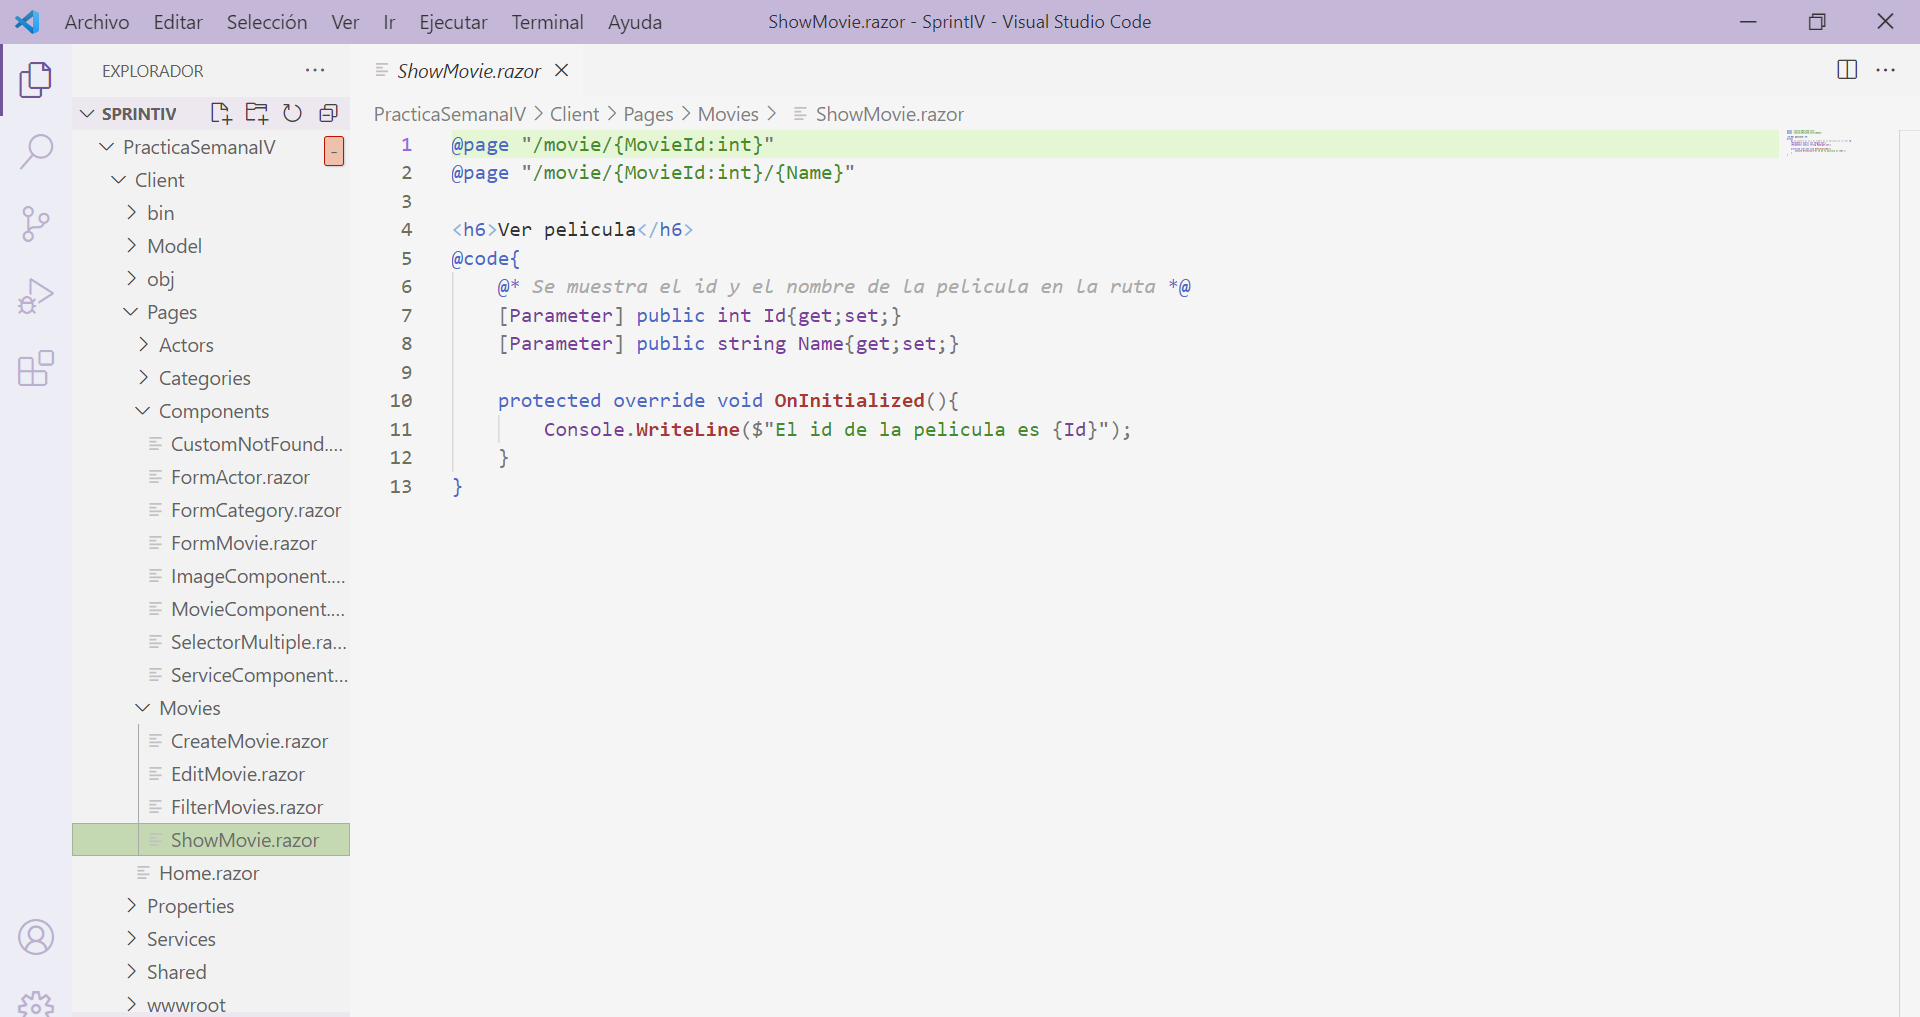 Archivo Editar Selección Ver Ir Ejecutar Terminal Ayuda ShowMovie.razor - SprintIV - Visual Studio Code
EXPLORADOR
SPRINTIV
PracticaSemanaIV
Client
bin
Model
obj
Pages
Actors
Categories
Components
CustomNotFound....
FormActor.razor
FormCategory.razor
FormMovie.razor
ImageComponent....
MovieComponent....
SelectorMultiple.ra...
ServiceComponent...
Movies
CreateMovie.razor
EditMovie.razor
FilterMovies.razor
ShowMovie.razor
Home.razor
Properties
Services
Shared
wwwroot
ShowMovie.razor
PracticaSemanaIV > Client > Pages > Movies > ShowMovie.razor
1 @page "/movie/{MovieId:int}"
2 @page "/movie/{MovieId:int}/{Name}"
3
4 <h6>Ver pelicula</h6>
5 @code{
6 @* Se muestra el id y el nombre de la pelicula en la ruta *@
7 [Parameter] public int Id{get;set;}
8 [Parameter] public string Name{get;set;}
9
10 protected override void OnInitialized(){
11 Console.WriteLine($"El id de la pelicula es {Id}");
12 }
13 }